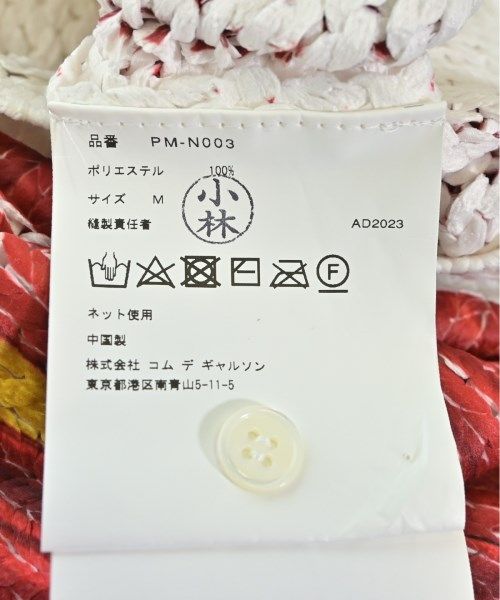 品番 PM-N003
ポリエステル 100%
サイズ M
小林
縫製責任者 AD2023
F
ネット使用
中国製
株式会社 コム デ ギャルソン
東京都港区南青山5-11-5